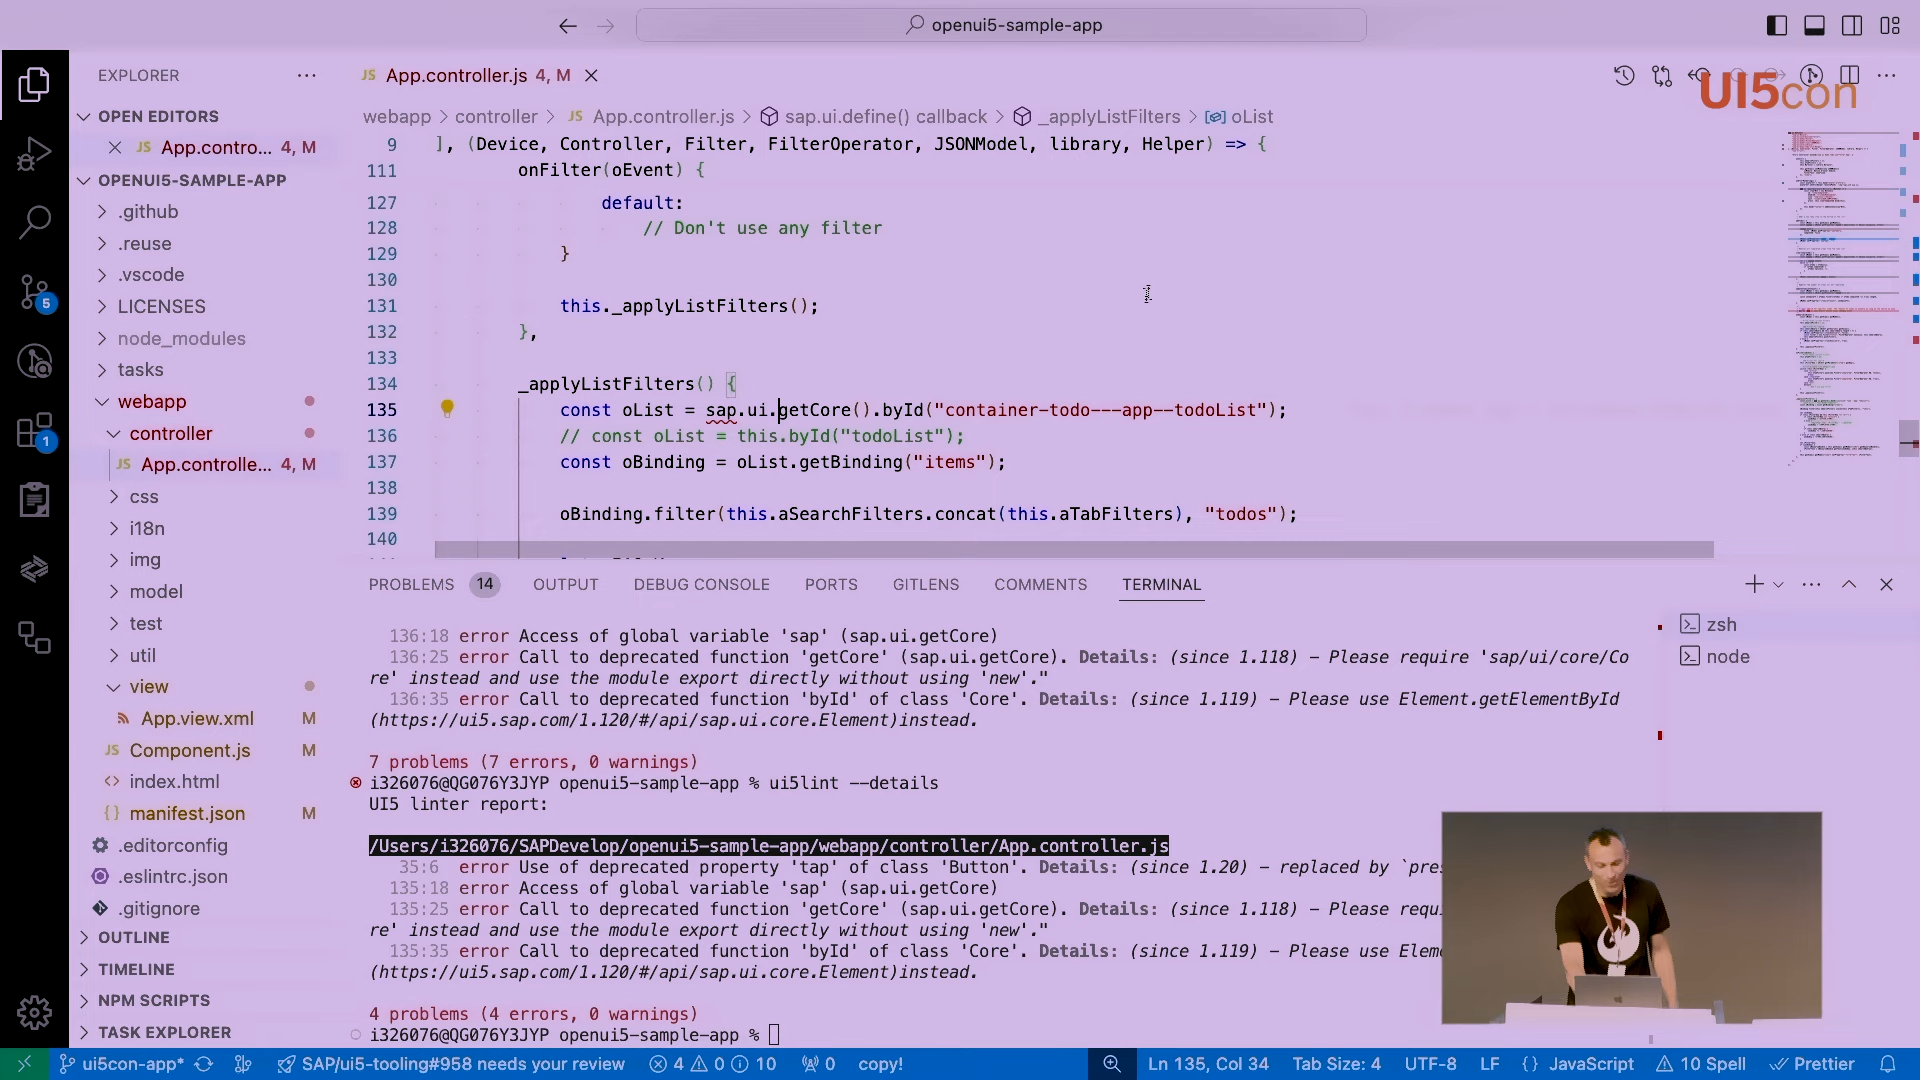 openui5-sample-app
EXPLORER
OPEN EDITORS
App.contro... 4, M
OPENUI5-SAMPLE-APP
.github
.reuse
.vscode
LICENSES
node_modules
tasks
webapp
controller
App.controlle... 4, M
css
i18n
img
model
test
util
view
App.view.xml M
Component.js M
index.html
manifest.json M
.editorconfig
.eslintrc.json
.gitignore
OUTLINE
TIMELINE
NPM SCRIPTS
TASK EXPLORER
5
1
App.controller.js 4, M
UI5con
webapp > controller > JS App.controller.js > sap.ui.define() callback > _applyListFilters > oList
9 ], (Device, Controller, Filter, FilterOperator, JSONModel, library, Helper) => {
111 onFilter(oEvent) {
127 default:
128 // Don't use any filter
129 }
130
131 this._applyListFilters();
132 },
133
134 _applyListFilters() {
135 const oList = sap.ui.getCore().byId("container-todo---app--todoList");
136 // const oList = this.byId("todoList");
137 const oBinding = oList.getBinding("items");
138
139 oBinding.filter(this.aSearchFilters.concat(this.aTabFilters), "todos");
140
PROBLEMS 14 OUTPUT DEBUG CONSOLE PORTS GITLENS COMMENTS TERMINAL
zsh
node
136:18 error Access of global variable 'sap' (sap.ui.getCore)
136:25 error Call to deprecated function 'getCore' (sap.ui.getCore). Details: (since 1.118) – Please require 'sap/ui/core/Co
re' instead and use the module export directly without using 'new'."
136:35 error Call to deprecated function 'byId' of class 'Core'. Details: (since 1.119) – Please use Element.getElementById
(https://ui5.sap.com/1.120/#/api/sap.ui.core.Element)instead.
7 problems (7 errors, 0 warnings)
i326076@QG076Y3JYP openui5-sample-app % ui5lint --details
UI5 linter report:
/Users/i326076/SAPDevelop/openui5-sample-app/webapp/controller/App.controller.js
35:6 error Use of deprecated property 'tap' of class 'Button'. Details: (since 1.20) – replaced by `pres
135:18 error Access of global variable 'sap' (sap.ui.getCore)
135:25 error Call to deprecated function 'getCore' (sap.ui.getCore). Details: (since 1.118) – Please requi
re' instead and use the module export directly without using 'new'."
135:35 error Call to deprecated function 'byId' of class 'Core'. Details: (since 1.119) – Please use Eleme
(https://ui5.sap.com/1.120/#/api/sap.ui.core.Element)instead.
4 problems (4 errors, 0 warnings)
i326076@QG076Y3JYP openui5-sample-app %
ui5con-app* SAP/ui5-tooling#958 needs your review 4 0 10 0 copy! Ln 135, Col 34 Tab Size: 4 UTF-8 LF {} JavaScript 10 Spell Prettier